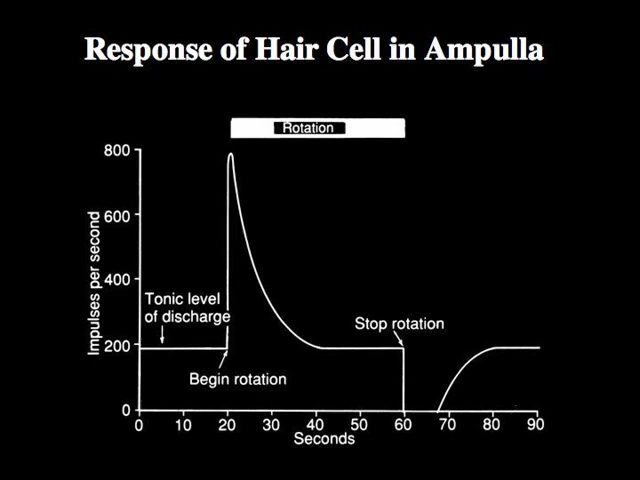 Response of Hair Cell in Ampulla
Rotation
800
600
400
200
0
Impulses per second
Tonic level
of discharge
Begin rotation
Stop rotation
0 10 20 30 40 50 60 70 80 90
Seconds